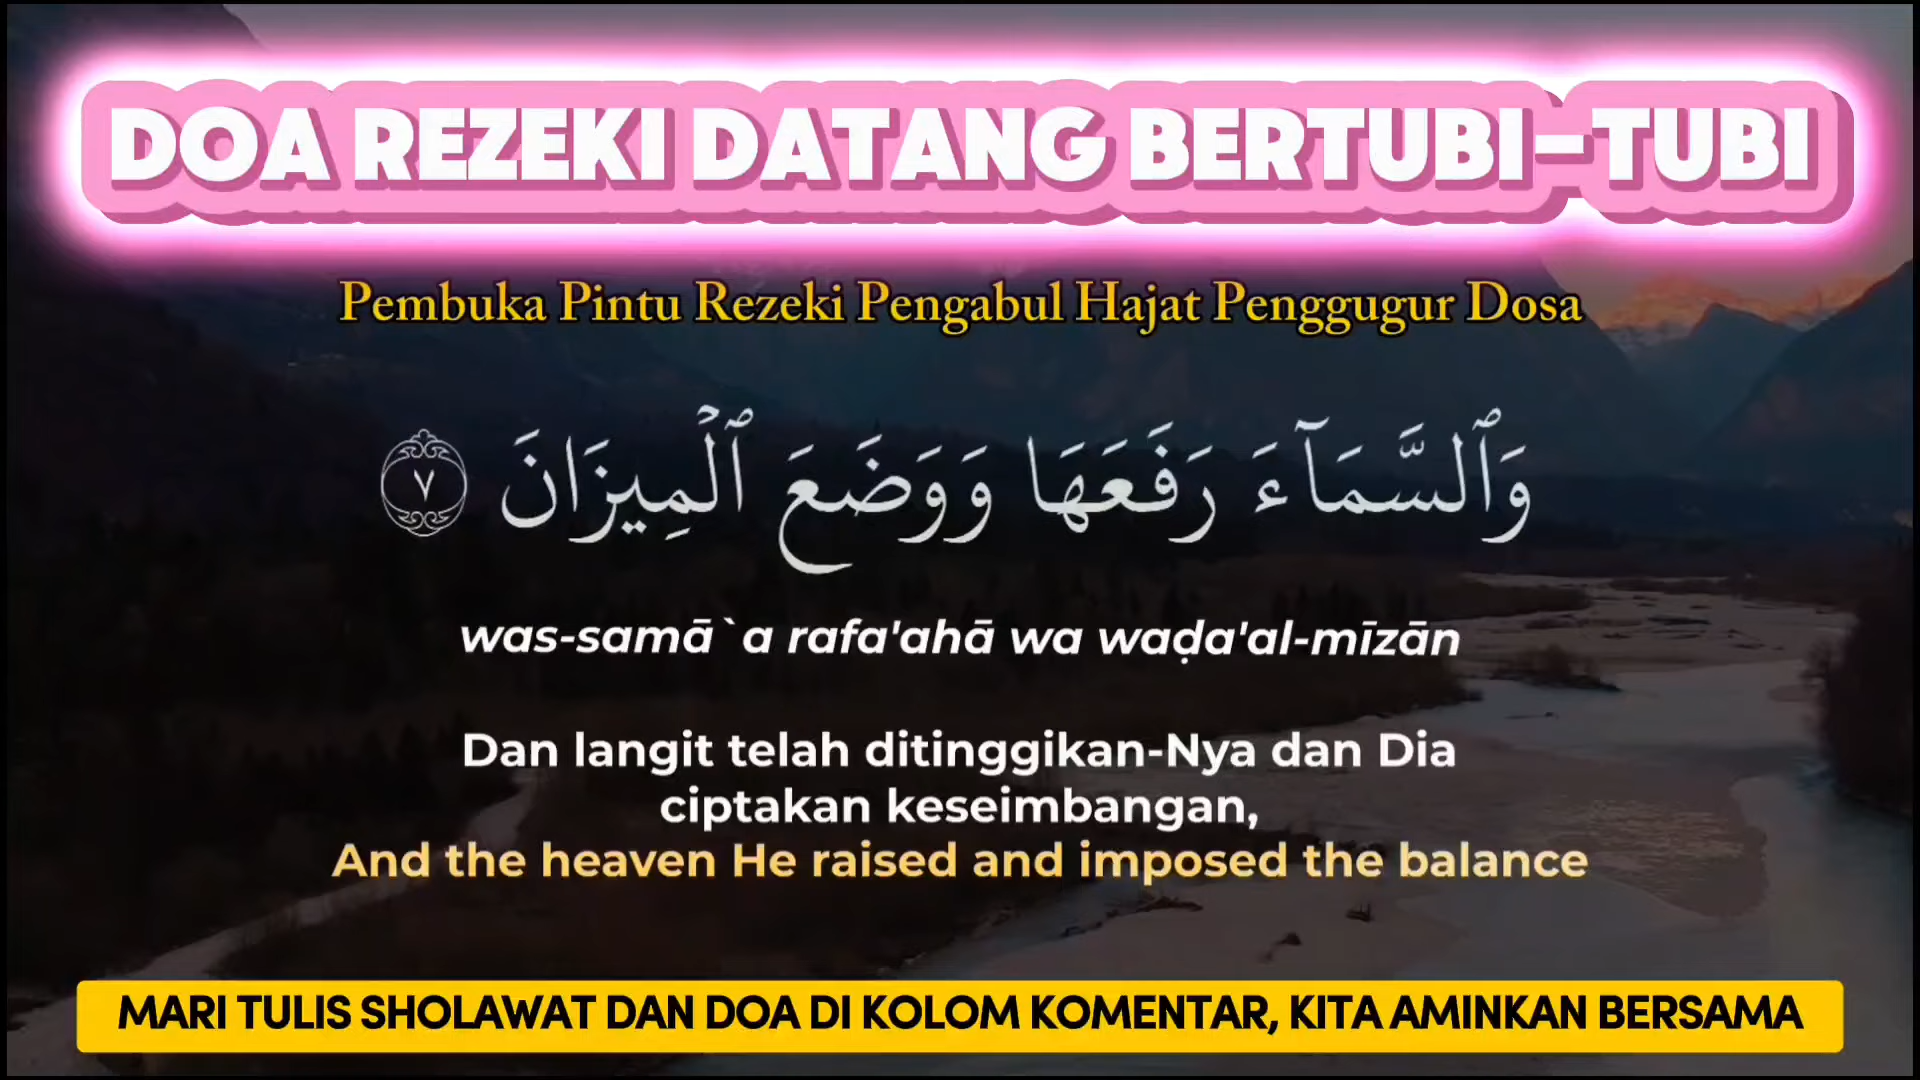 DOA REZEKI DATANG BERTUBI-TUBI
Pembuka Pintu Rezeki Pengabul Hajat Penggugur Dosa
وَٱلسَّمَآءَ رَفَعَهَا وَوَضَعَ ٱلْمِيزَانَ ٧
was-samā`a rafa'ahā wa waḍa'al-mīzān
Dan langit telah ditinggikan-Nya dan Dia
ciptakan keseimbangan,
And the heaven He raised and imposed the balance
MARI TULIS SHOLAWAT DAN DOA DI KOLOM KOMENTAR, KITA AMINKAN BERSAMA